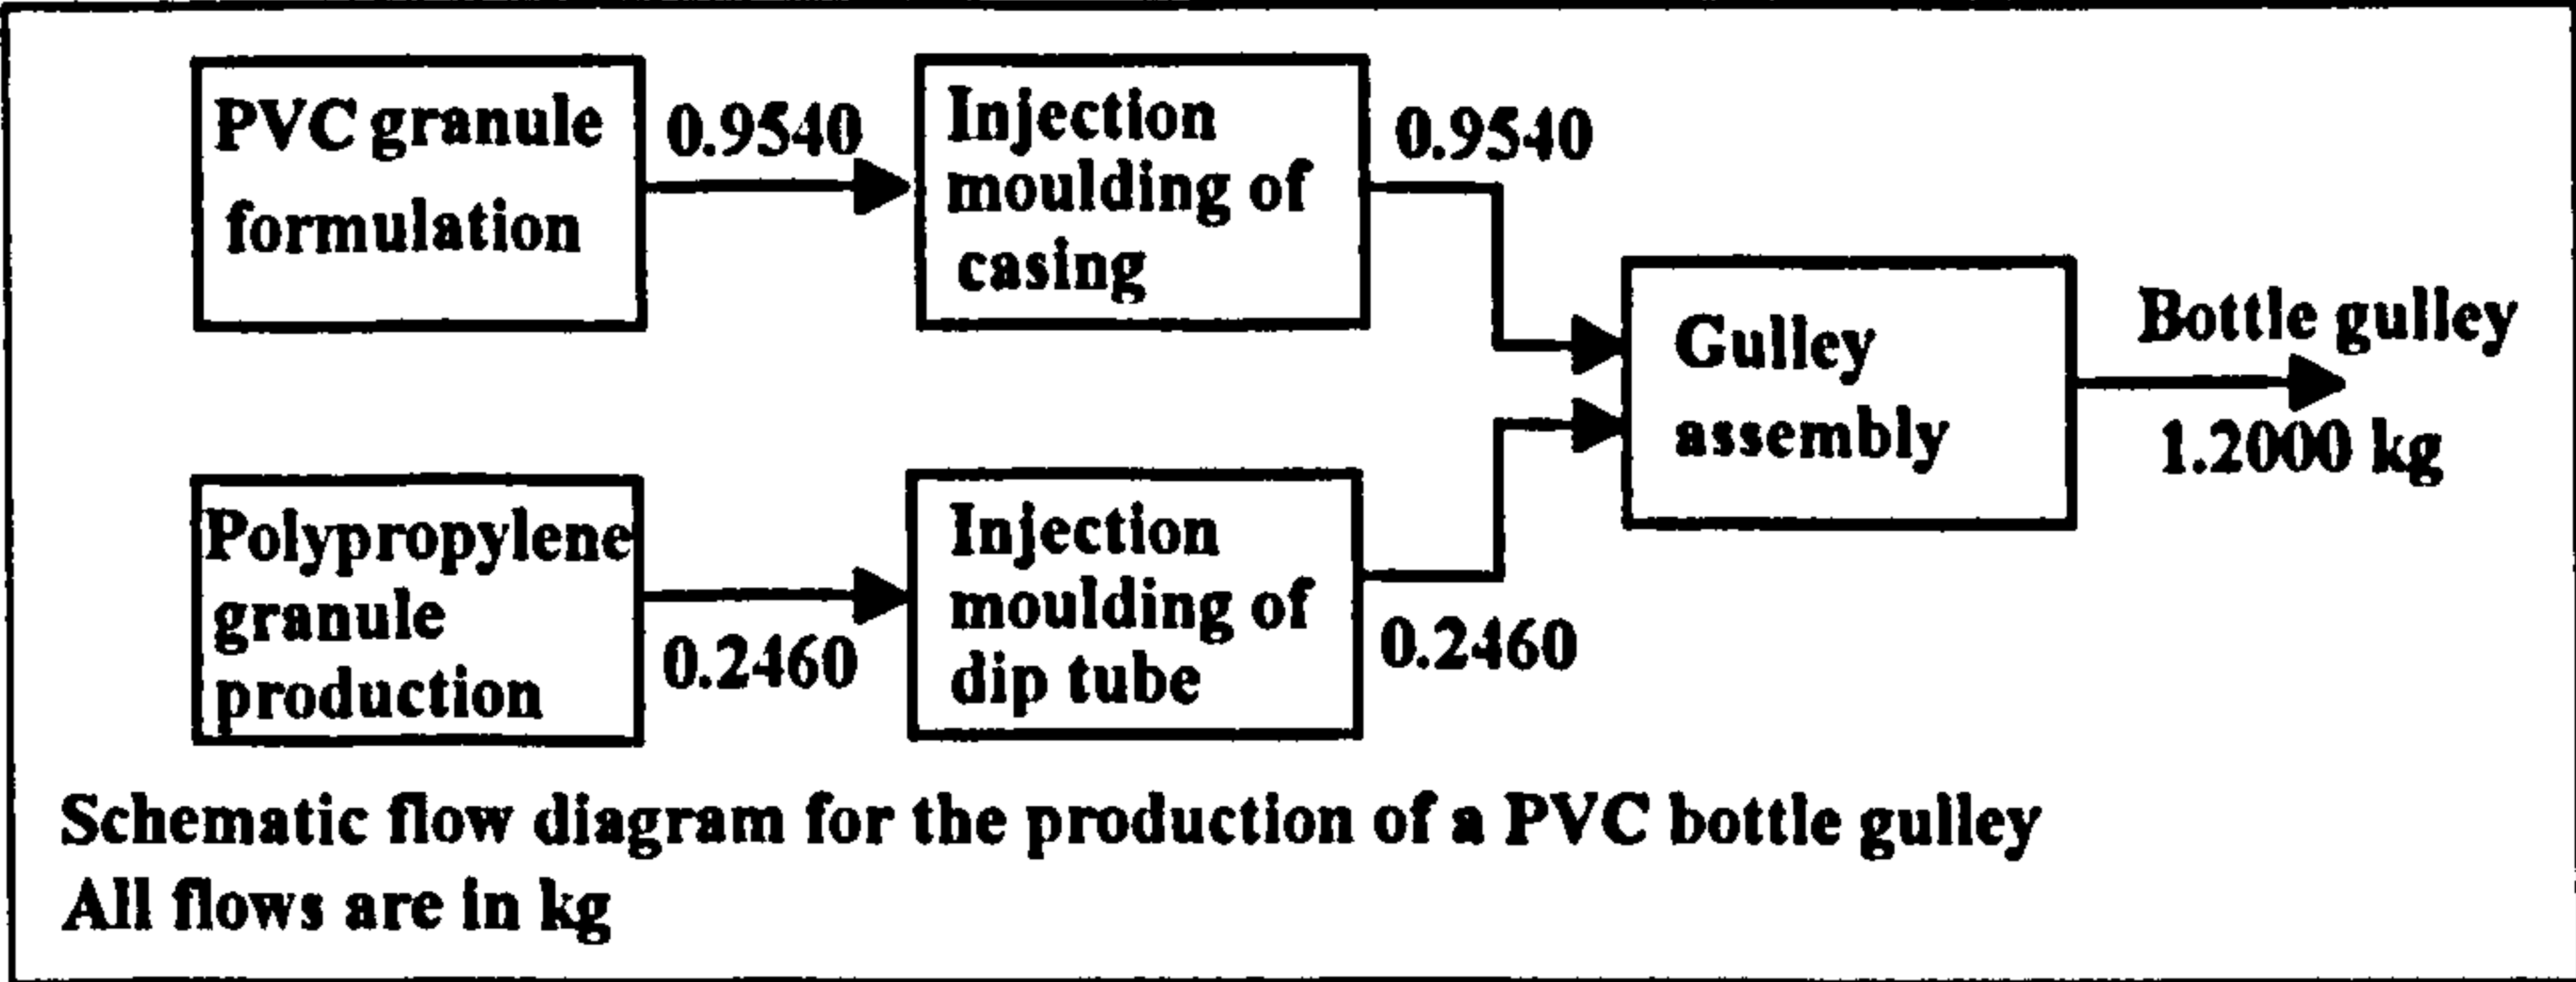 PVC granule
formulation
0.9540
Injection
moulding of
casing
0.9540
Polypropylene
granule
production
0.2460
Injection
moulding of
dip tube
0.2460
Gulley
assembly
Bottle gulley
1.2000 kg
Schematic flow diagram for the production of a PVC bottle gulley
All flows are in kg